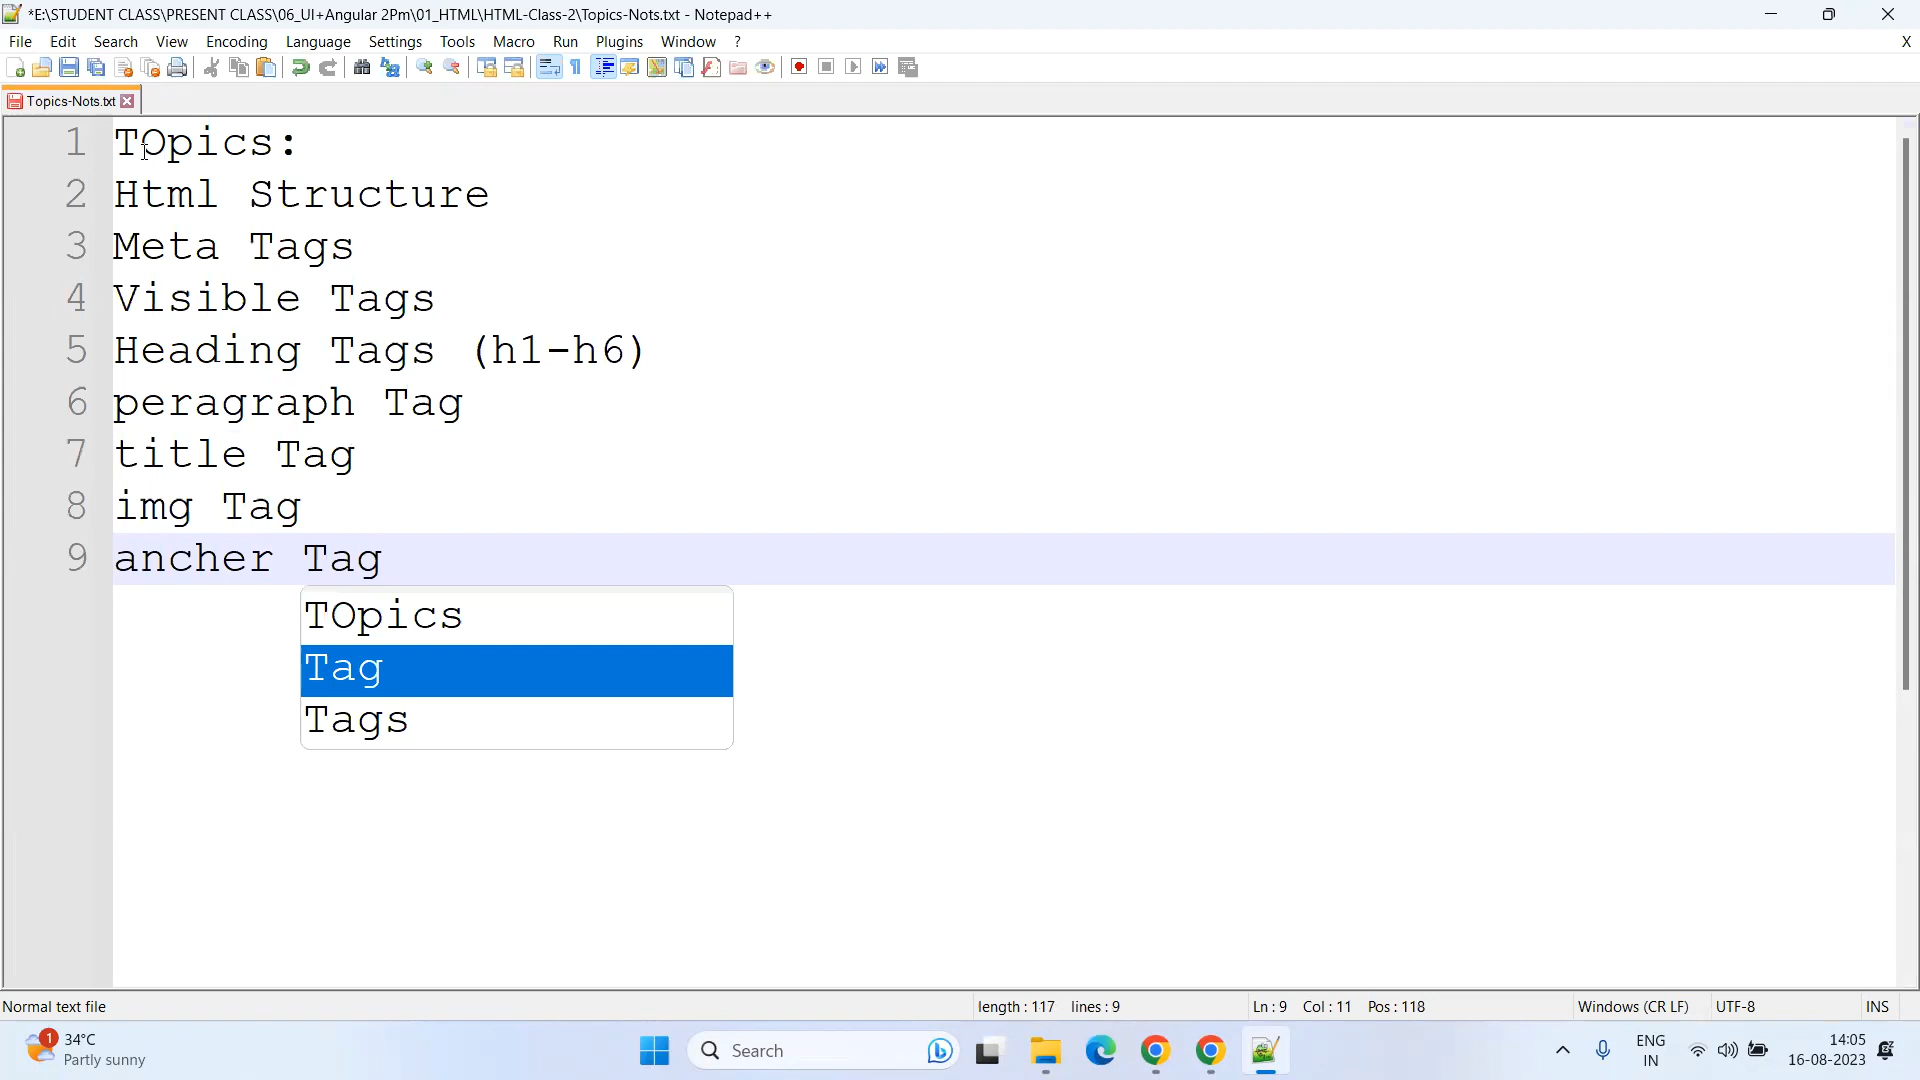 *E:\STUDENT CLASS\PRESENT CLASS\06_UI+Angular 2Pm\01_HTML\HTML-Class-2\Topics-Nots.txt - Notepad++
File Edit Search View Encoding Language Settings Tools Macro Run Plugins Window ? X
Topics-Nots.txt
1 TOpics:
2 Html Structure
3 Meta Tags
4 Visible Tags
5 Heading Tags (h1-h6)
6 peragraph Tag
7 title Tag
8 img Tag
9 ancher Tag
TOpics
Tag
Tags
Normal text file length : 117 lines : 9 Ln : 9 Col : 11 Pos : 118 Windows (CR LF) UTF-8 INS
1 34°C
Partly sunny
Search
ENG
IN
14:05
16-08-2023